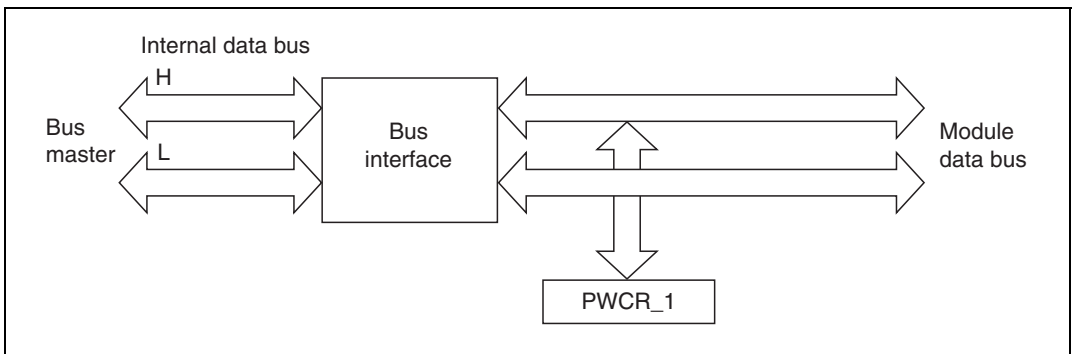 Internal data bus
H
Bus
master
L
Bus
interface
Module
data bus
PWCR_1